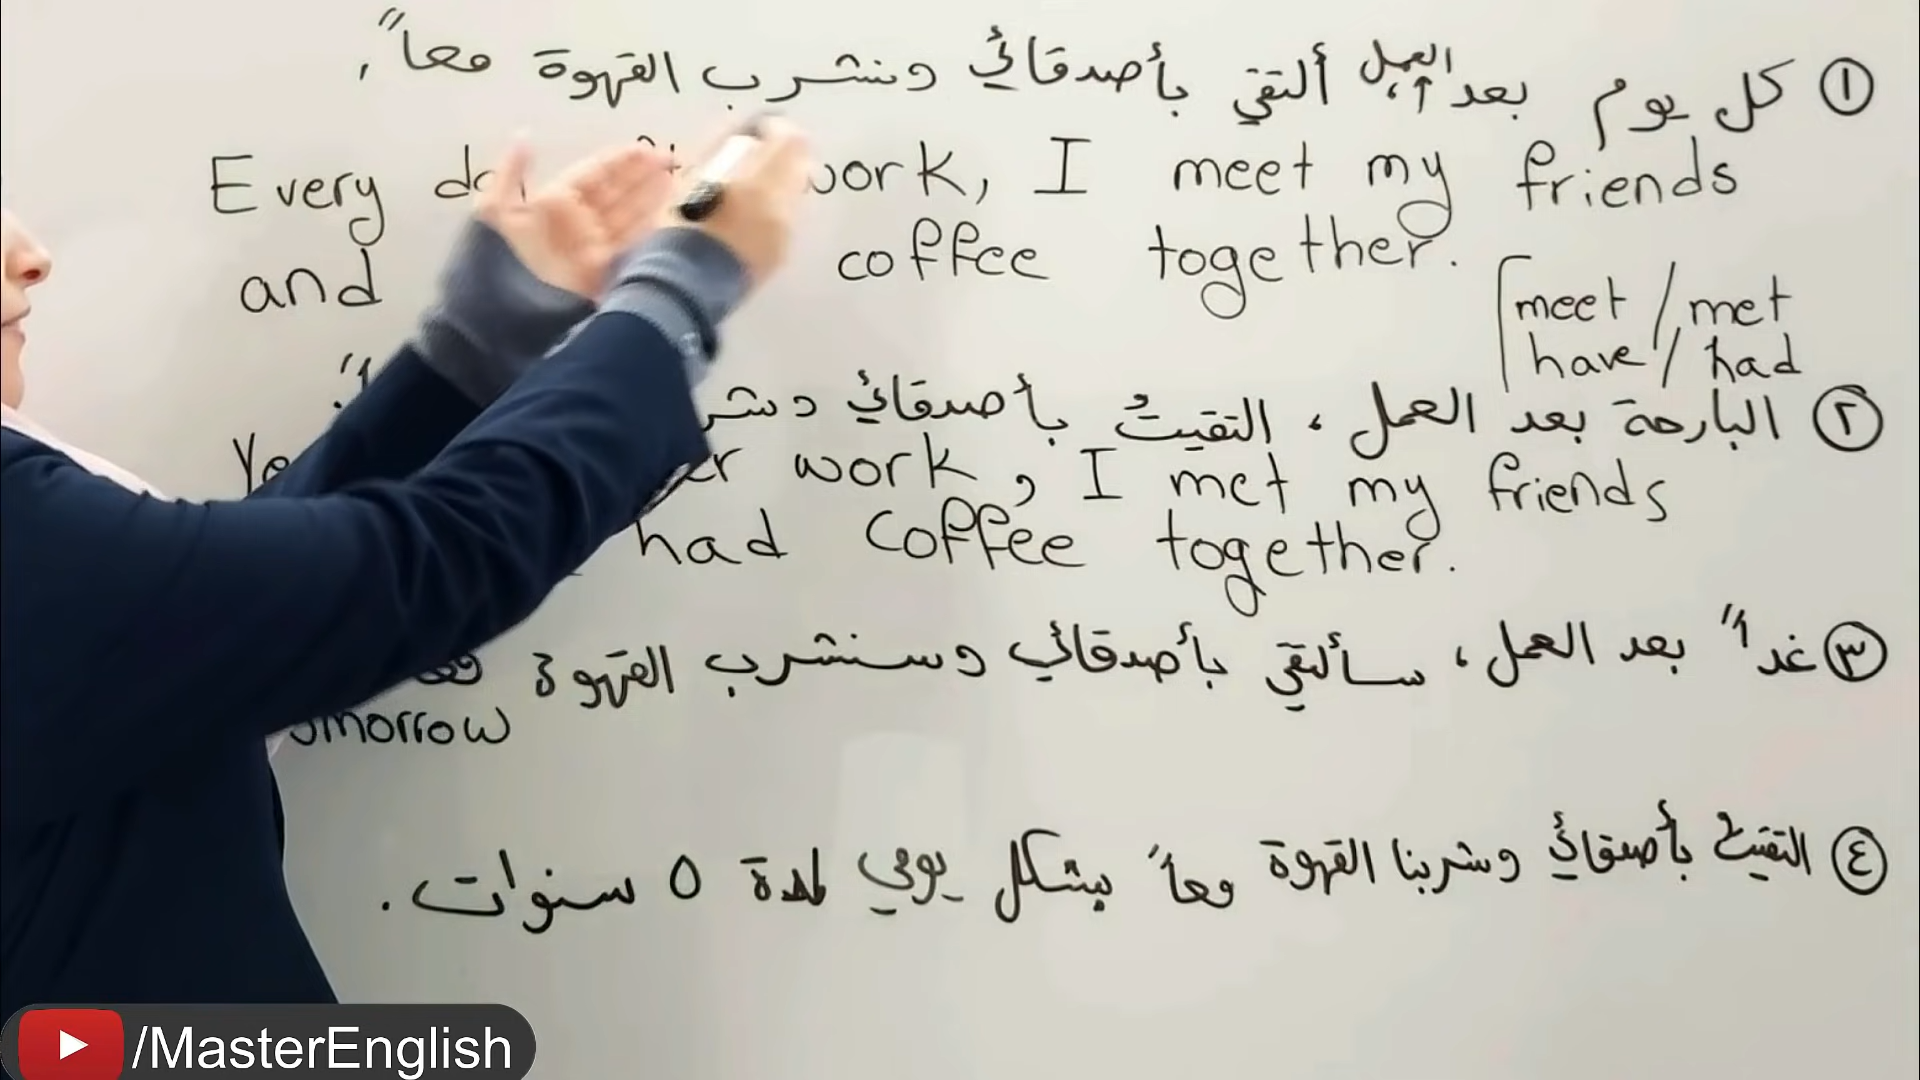 ١ كل يوم بعد العمل، ألتقي بأصدقائي ونشرب القهوة معاً.
Every work, I meet my friends
and coffee together.
meet / met
have / had
٢ البارحة بعد العمل، التقيتُ بأصدقائي
work, I met my friends
had coffee together.
٣ غداً بعد العمل، سألتقي بأصدقائي وسنشرب القهوة
٤ التقيتُ بأصدقائي وشربنا القهوة معاً بشكل يومي لمدة ٥ سنوات.
/MasterEnglish